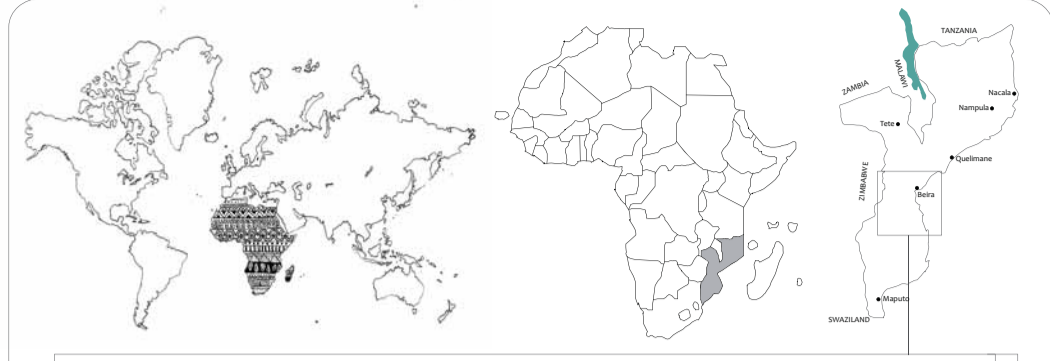 TANZANIA
MALAWI
ZAMBIA
Nacala
Nampula
Tete
Quelimane
ZIMBABWE
Beira
Maputo
SWAZILAND